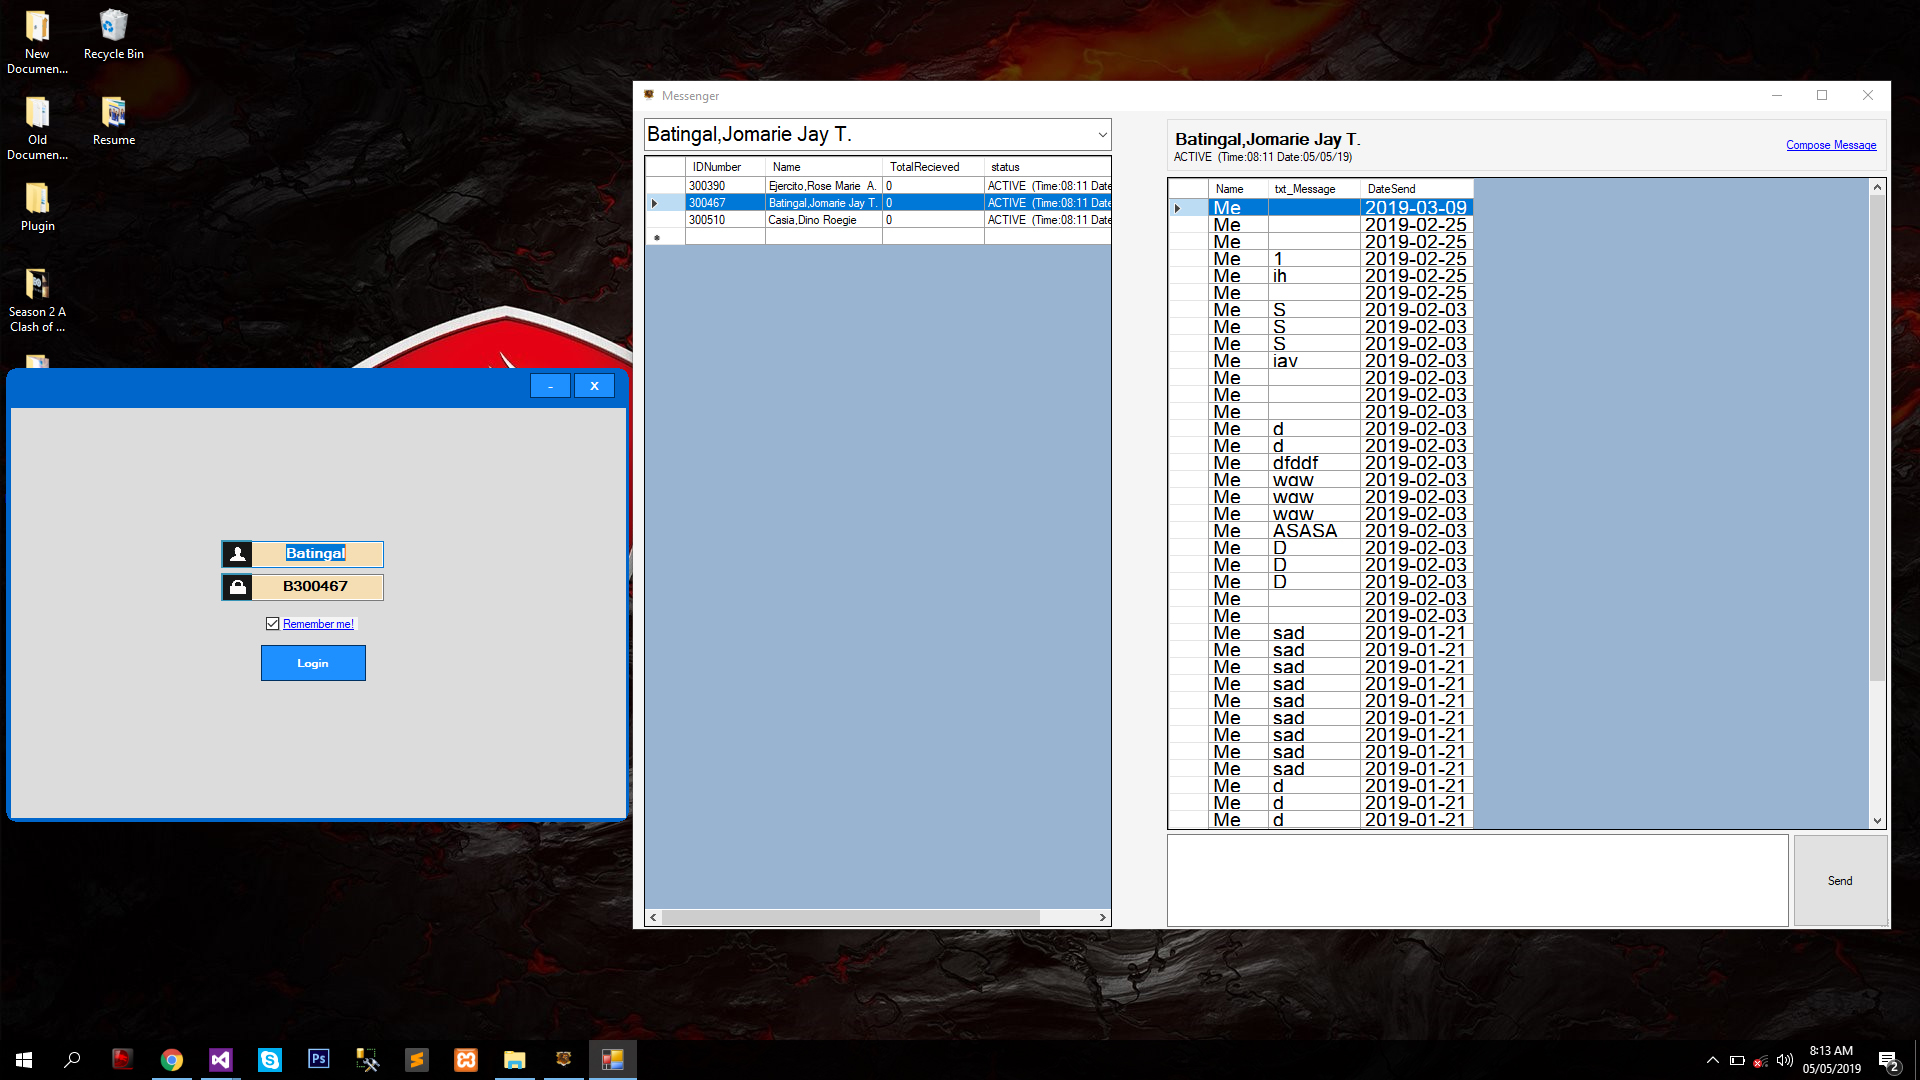 New
Documen...
Recycle Bin
Old
Documen...
Resume
Plugin
Season 2 A
Clash of ...
-
X
Batingal
B300467
Remember me!
Login
Messenger
Batingal,Jomarie Jay T.
IDNumber Name TotalRecieved status
300390 Ejercito,Rose Marie A. 0 ACTIVE (Time:08:11 Date
300467 Batingal,Jomarie Jay T. 0 ACTIVE (Time:08:11 Date
300510 Casia,Dino Roegie 0 ACTIVE (Time:08:11 Date
Batingal,Jomarie Jay T.
ACTIVE (Time:08:11 Date:05/05/19)
Compose Message
Name txt_Message DateSend
Me 2019-03-09
Me 2019-02-25
Me 2019-02-25
Me 1 2019-02-25
Me ih 2019-02-25
Me 2019-02-25
Me S 2019-02-03
Me S 2019-02-03
Me S 2019-02-03
Me iav 2019-02-03
Me 2019-02-03
Me 2019-02-03
Me 2019-02-03
Me d 2019-02-03
Me d 2019-02-03
Me dfddf 2019-02-03
Me wqw 2019-02-03
Me wqw 2019-02-03
Me wqw 2019-02-03
Me ASASA 2019-02-03
Me D 2019-02-03
Me D 2019-02-03
Me D 2019-02-03
Me 2019-02-03
Me 2019-02-03
Me sad 2019-01-21
Me sad 2019-01-21
Me sad 2019-01-21
Me sad 2019-01-21
Me sad 2019-01-21
Me sad 2019-01-21
Me sad 2019-01-21
Me sad 2019-01-21
Me sad 2019-01-21
Me d 2019-01-21
Me d 2019-01-21
Me d 2019-01-21
Send
Ps
8:13 AM
05/05/2019
2